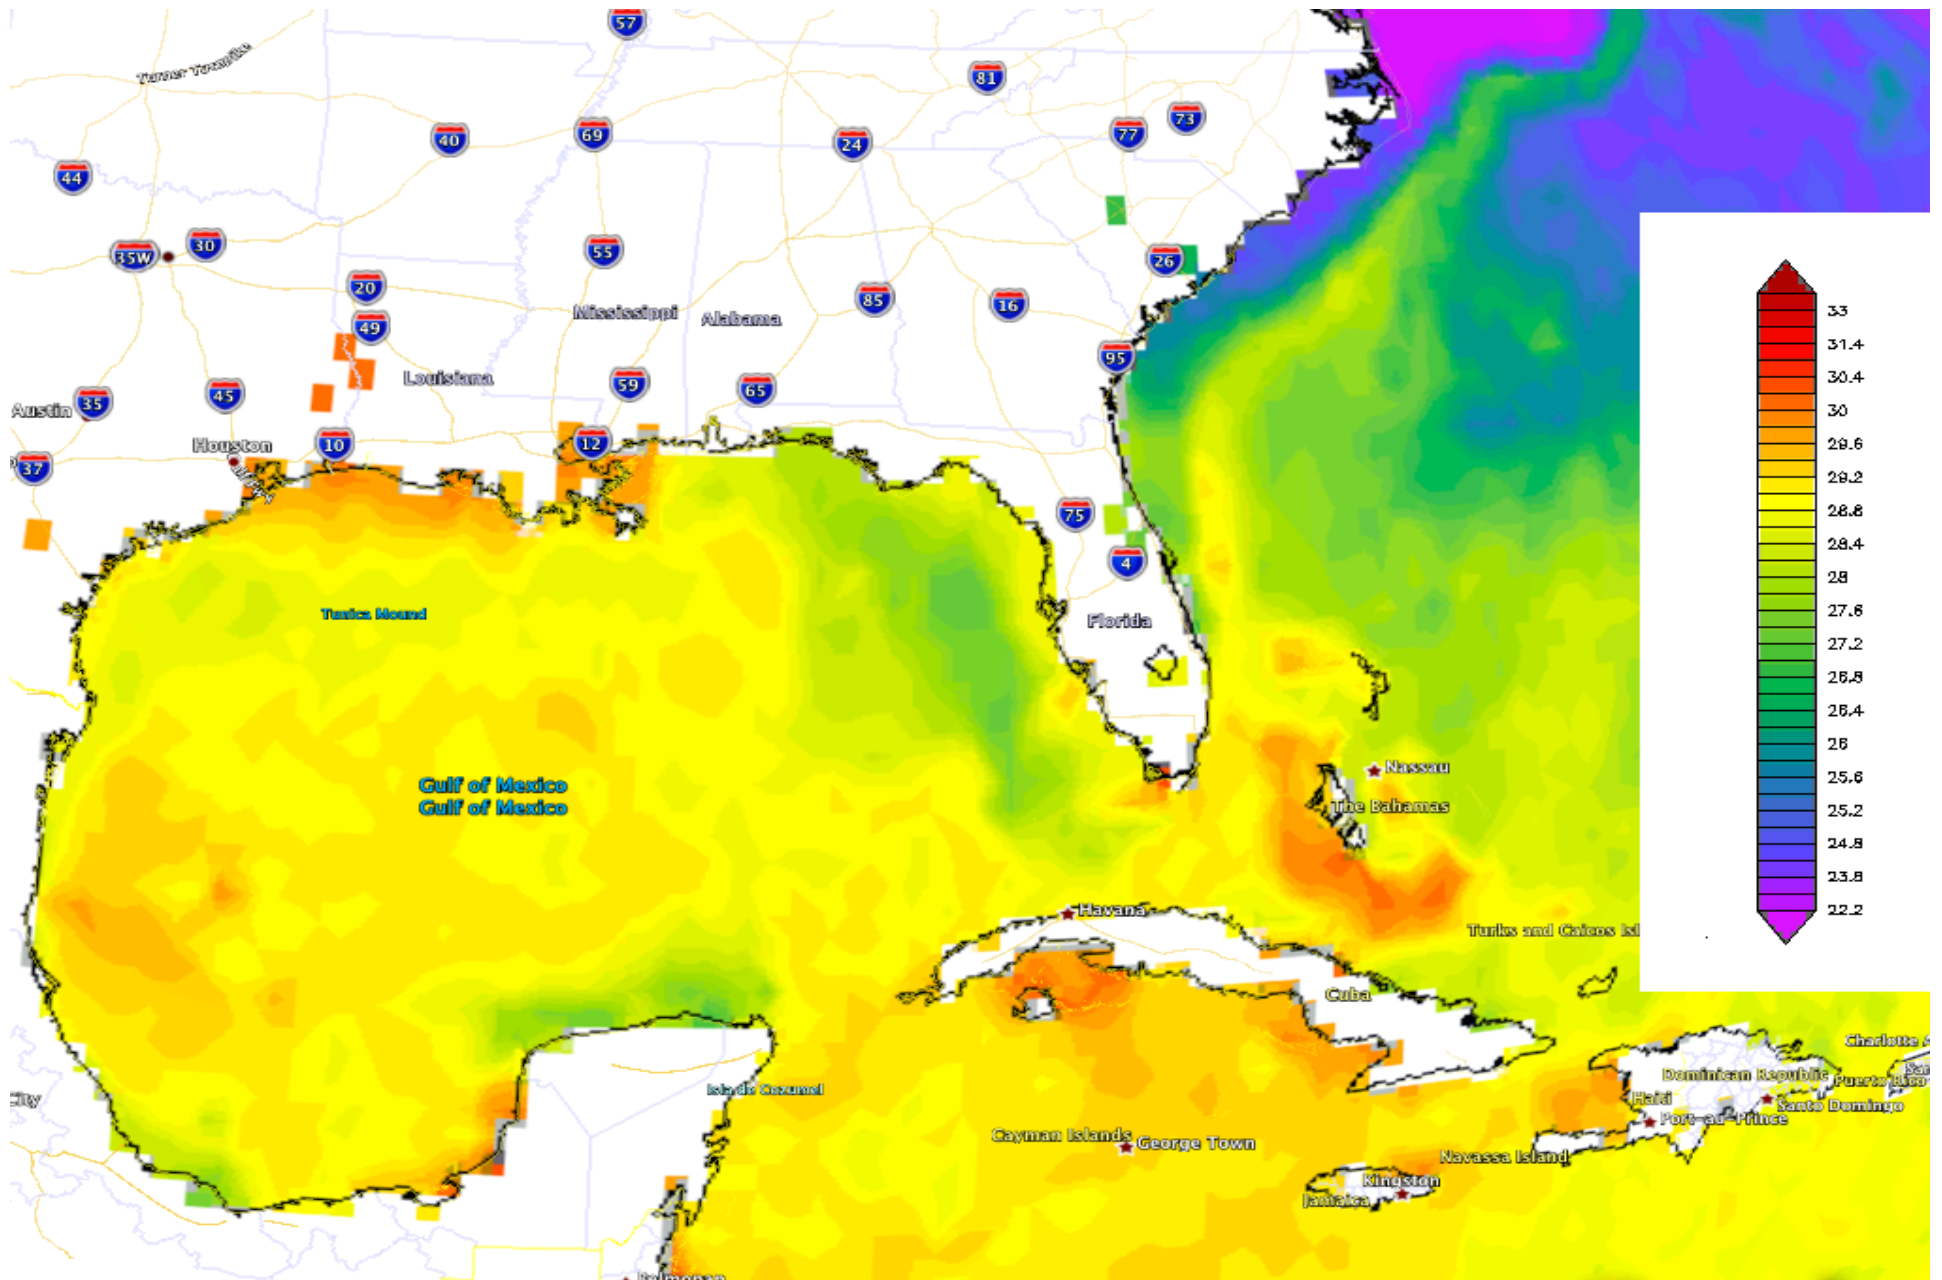 57
Turner Turnpike
81
40
69
24
77
73
44
35W
30
55
26
20
85
16
49
Mississippi
Alabama
95
Louisiana
59
65
Austin
35
45
Houston
10
12
37
75
4
Tunica Mound
Florida
Gulf of Mexico
Gulf of Mexico
Nassau
The Bahamas
Havana
Turks and Caicos Isl
Cuba
Isla de Cozumel
City
Cayman Islands
George Town
Navassa Island
Kingston
Jamaica
Charlotte A
San
Dominican Republic
Puerto Rico
Haiti
Santo Domingo
Port-au-Prince
Belmopan
33
31.4
30.4
30
29.6
29.2
28.8
28.4
28
27.6
27.2
26.8
26.4
26
25.6
25.2
24.8
23.8
22.2